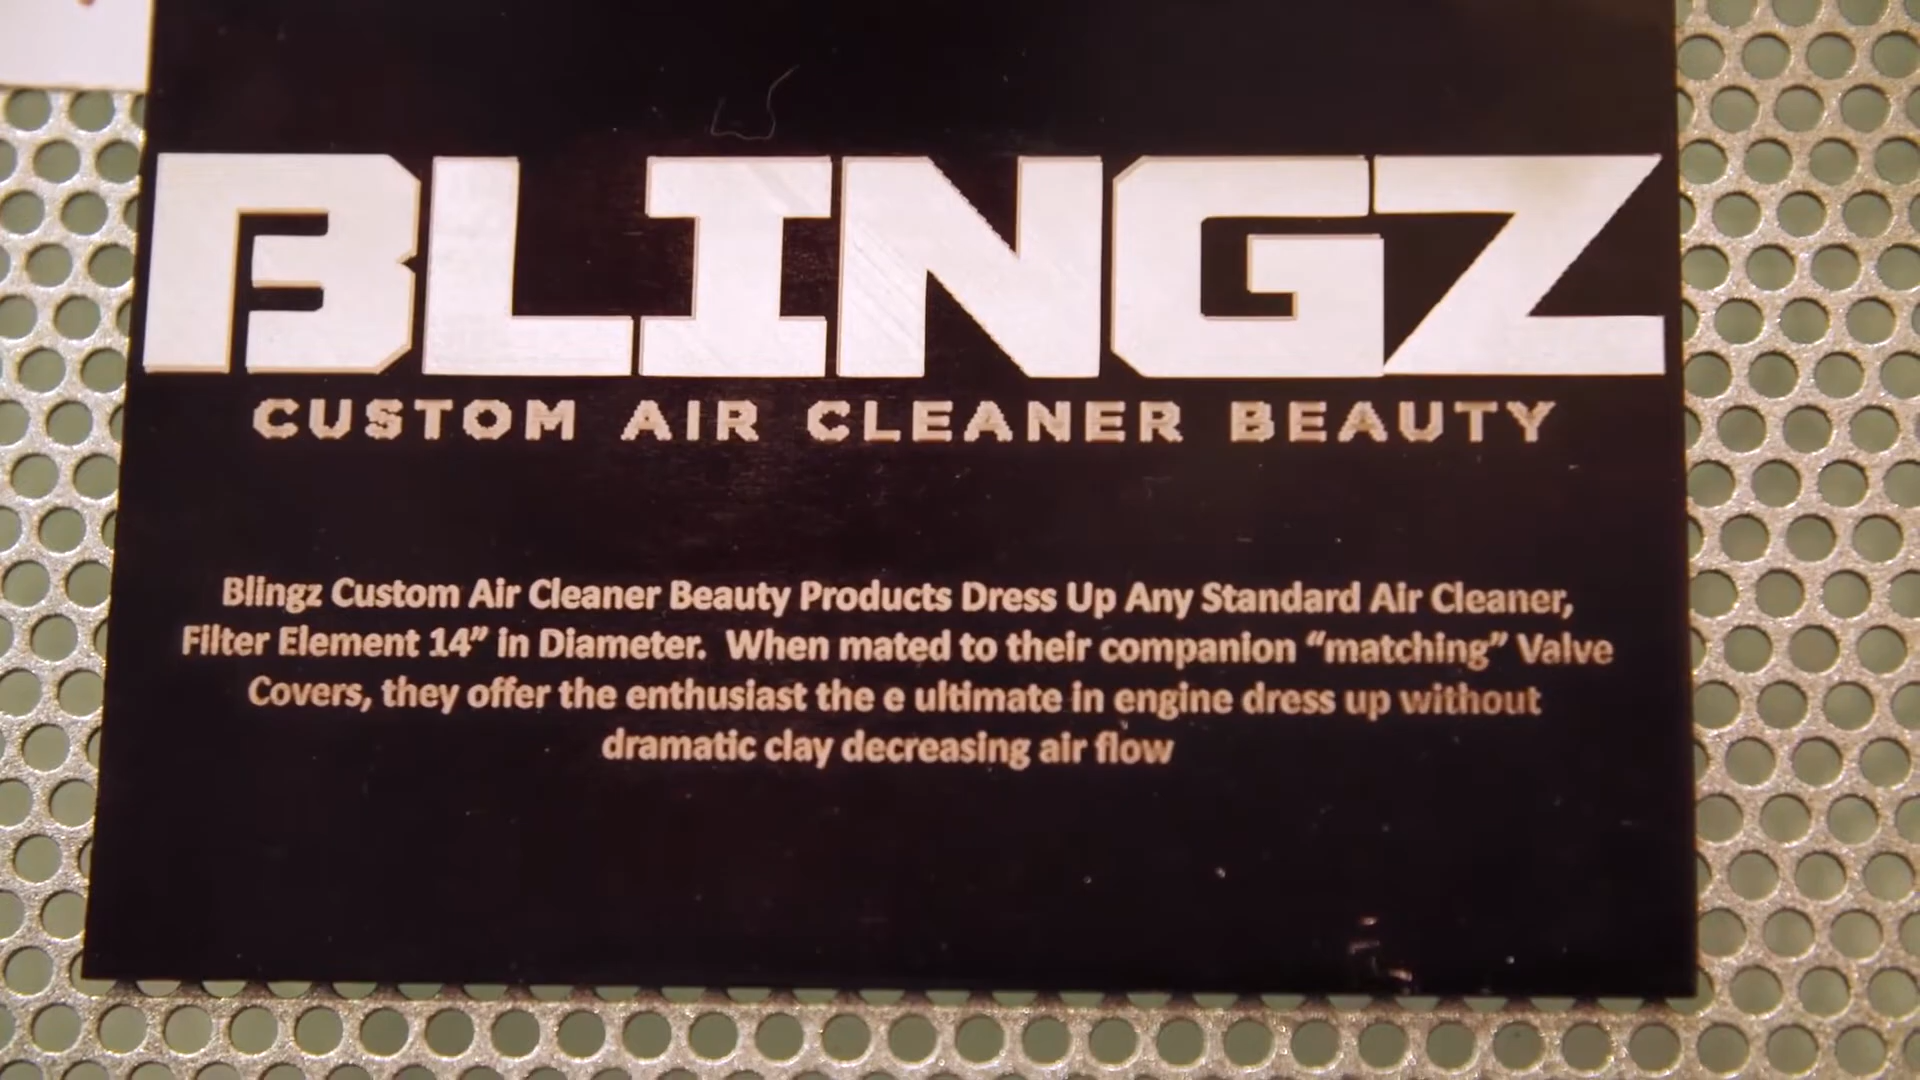 BLINGZ
CUSTOM AIR CLEANER BEAUTY
Blingz Custom Air Cleaner Beauty Products Dress Up Any Standard Air Cleaner,
Filter Element 14” in Diameter. When mated to their companion “matching” Valve
Covers, they offer the enthusiast the e ultimate in engine dress up without
dramatic clay decreasing air flow